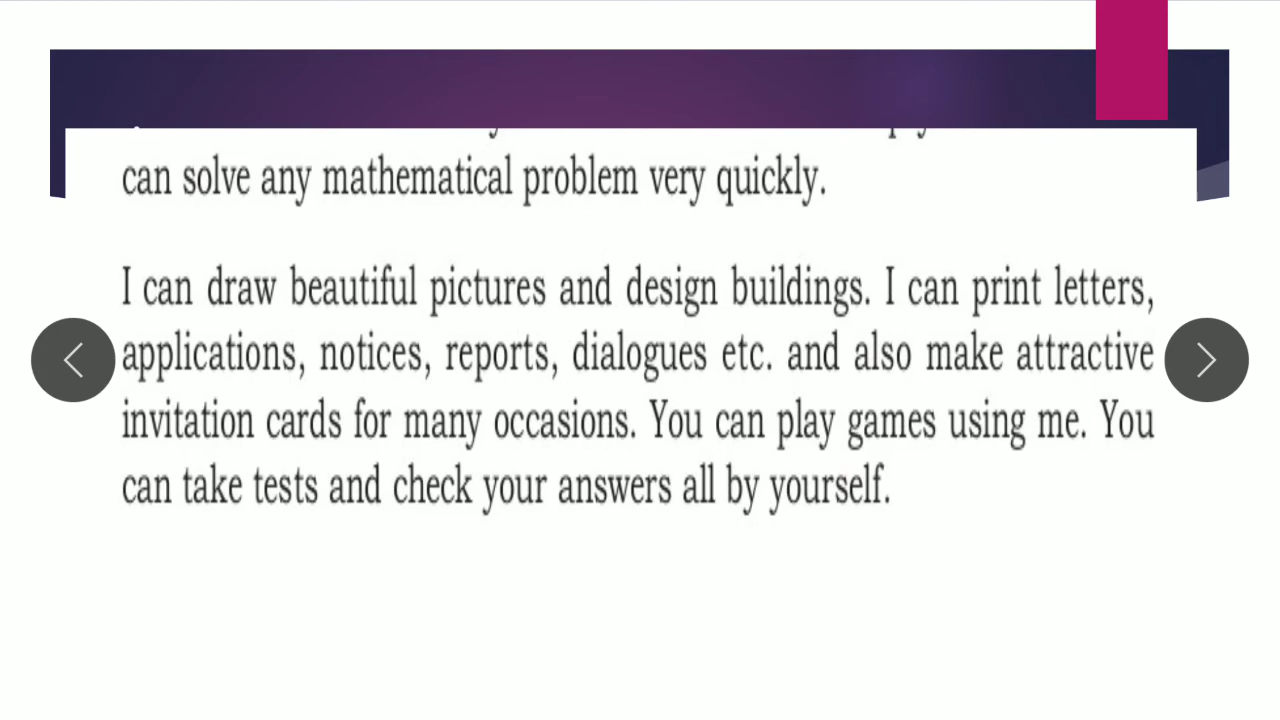 can solve any mathematical problem very quickly.
I can draw beautiful pictures and design buildings. I can print letters,
applications, notices, reports, dialogues etc. and also make attractive
invitation cards for many occasions. You can play games using me. You
can take tests and check your answers all by yourself.